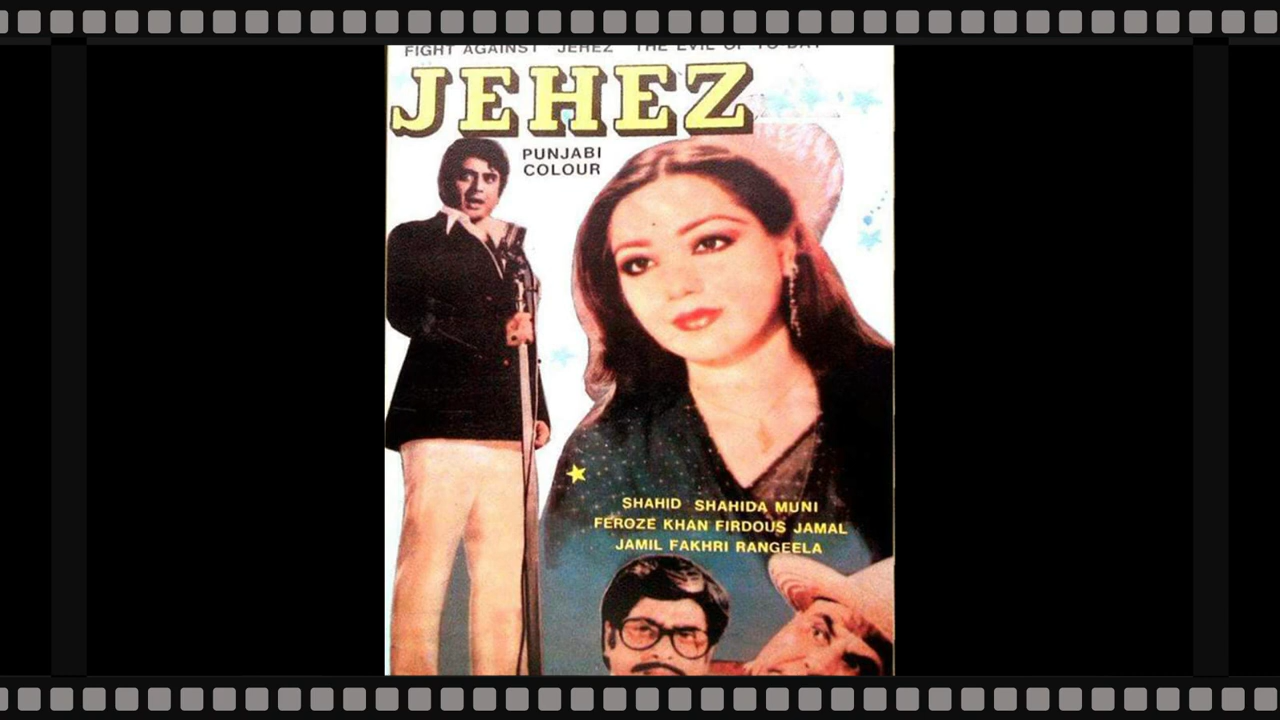 FIGHT AGAINST JEHEZ THE EVIL OF TO DAY
JEHEZ
PUNJABI
COLOUR
SHAHID SHAHIDA MUNI
FEROZE KHAN FIRDOUS JAMAL
JAMIL FAKHRI RANGEELA